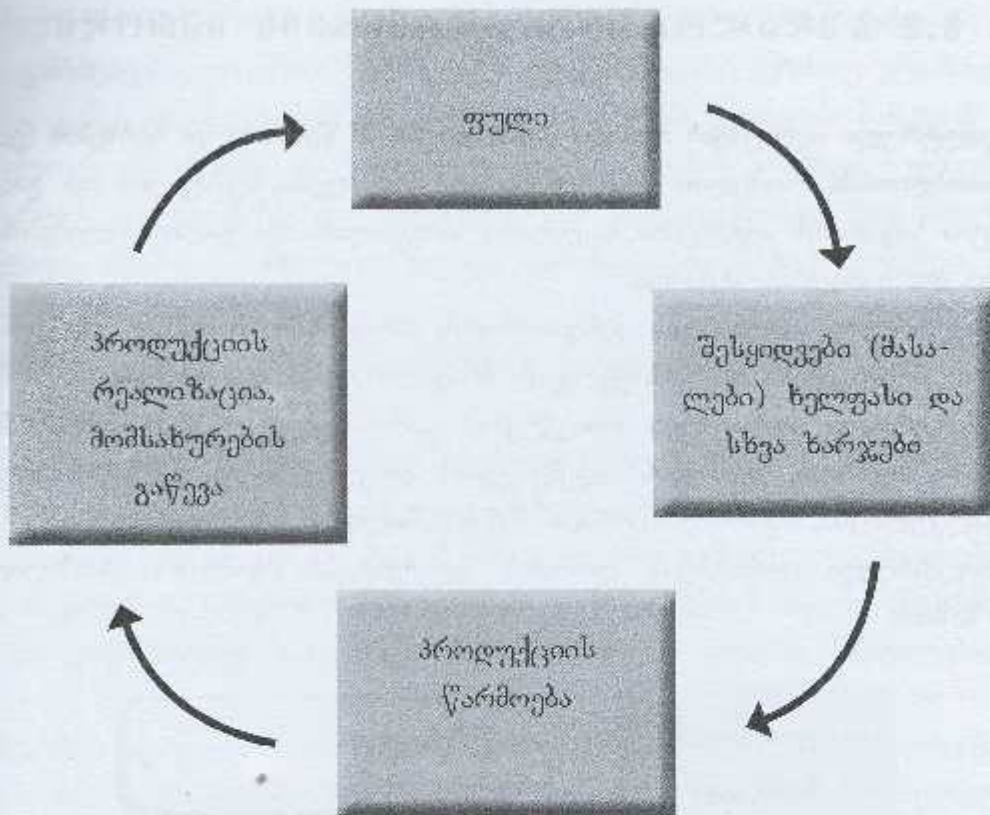 ფული
შესყიდვები (მასა-
ლები) ხელფასი და
სხვა ხარჯები
პროდუქციის
წარმოება
პროდუქციის
რეალიზაცია,
მომსახურების
გაწევა